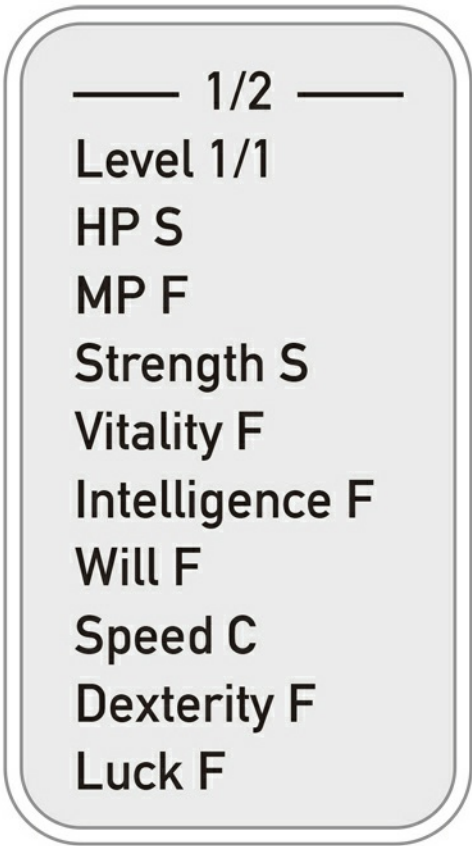 1/2
Level 1/1
HP S
MP F
Strength S
Vitality F
Intelligence F
Will F
Speed C
Dexterity F
Luck F